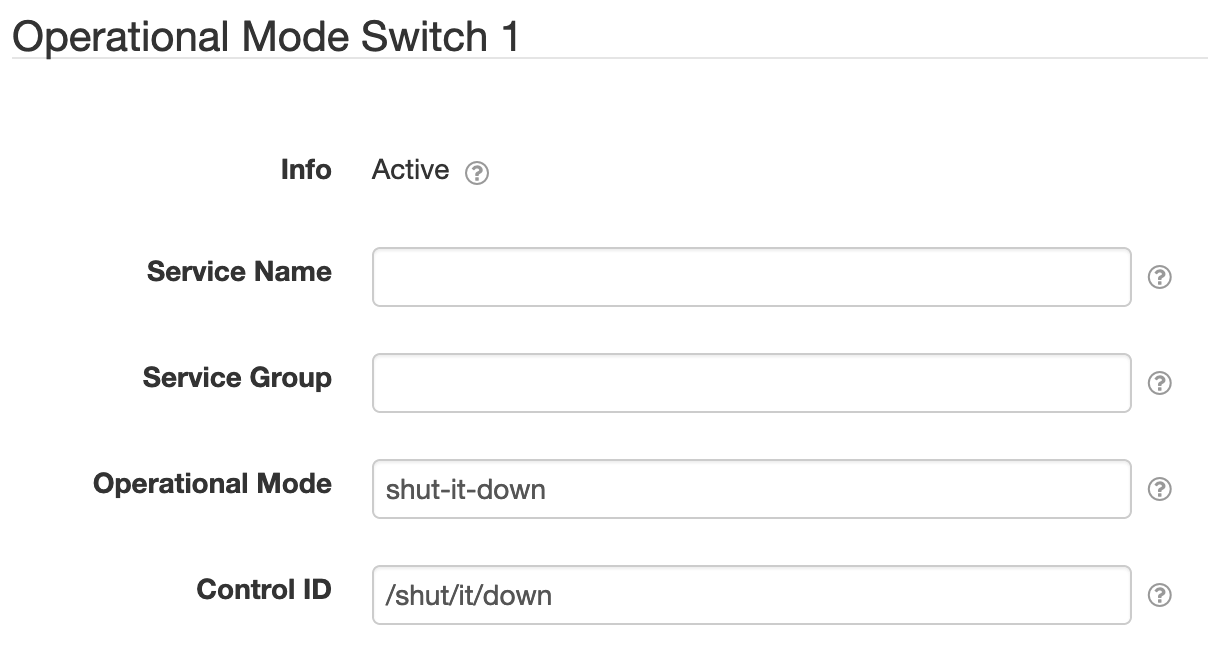 Operational Mode Switch 1
Info Active ?
Service Name ?
Service Group ?
Operational Mode shut-it-down ?
Control ID /shut/it/down ?